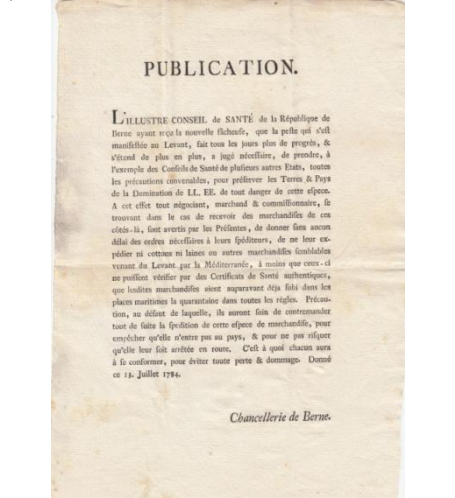 PUBLICATION.
L'ILLUSTRE CONSEIL de SANTÉ de la République de
Berne ayant reçu la nouvelle fâcheuse, que la peste qui s'est
manifestée au Levant, fait tous les jours plus de progrès, &
s'étend de plus en plus, a jugé nécessaire, de prendre, à
l'exemple des Conseils de Santé de plusieurs autres Etats, toutes
les précautions convenables, pour préserver les Terres & Pays
de la Domination de LL. EE. de tout danger de cette espece.
A cet effet tout négociant, marchand & commissionnaire, se
trouvant dans le cas de recevoir des marchandises de ces
côtés-là, sont avertis par les Présentes, de donner sans aucun
délai des ordres nécessaires à leurs spéditeurs, de ne leur ex-
pédier ni cottons ni laines ou autres marchandises semblables
venant du Levant par la Méditerranée, à moins que ceux-ci
ne puissent vérifier par des Certificats de Santé authentiques,
que lesdites marchandises aient auparavant déja subi dans les
places maritimes la quarantaine dans toutes les régles. Précau-
tion, au défaut de laquelle, ils auront soin de contremander
tout de suite la spédition de cette espece de marchandise, pour
empêcher qu'elle n'entre pas au pays, & pour ne pas risquer
qu'elle leur soit arrêtée en route. C'est à quoi chacun aura
à se conformer, pour éviter toute perte & dommage. Donné
ce 13. Juillet 1784.
Chancellerie de Berne.